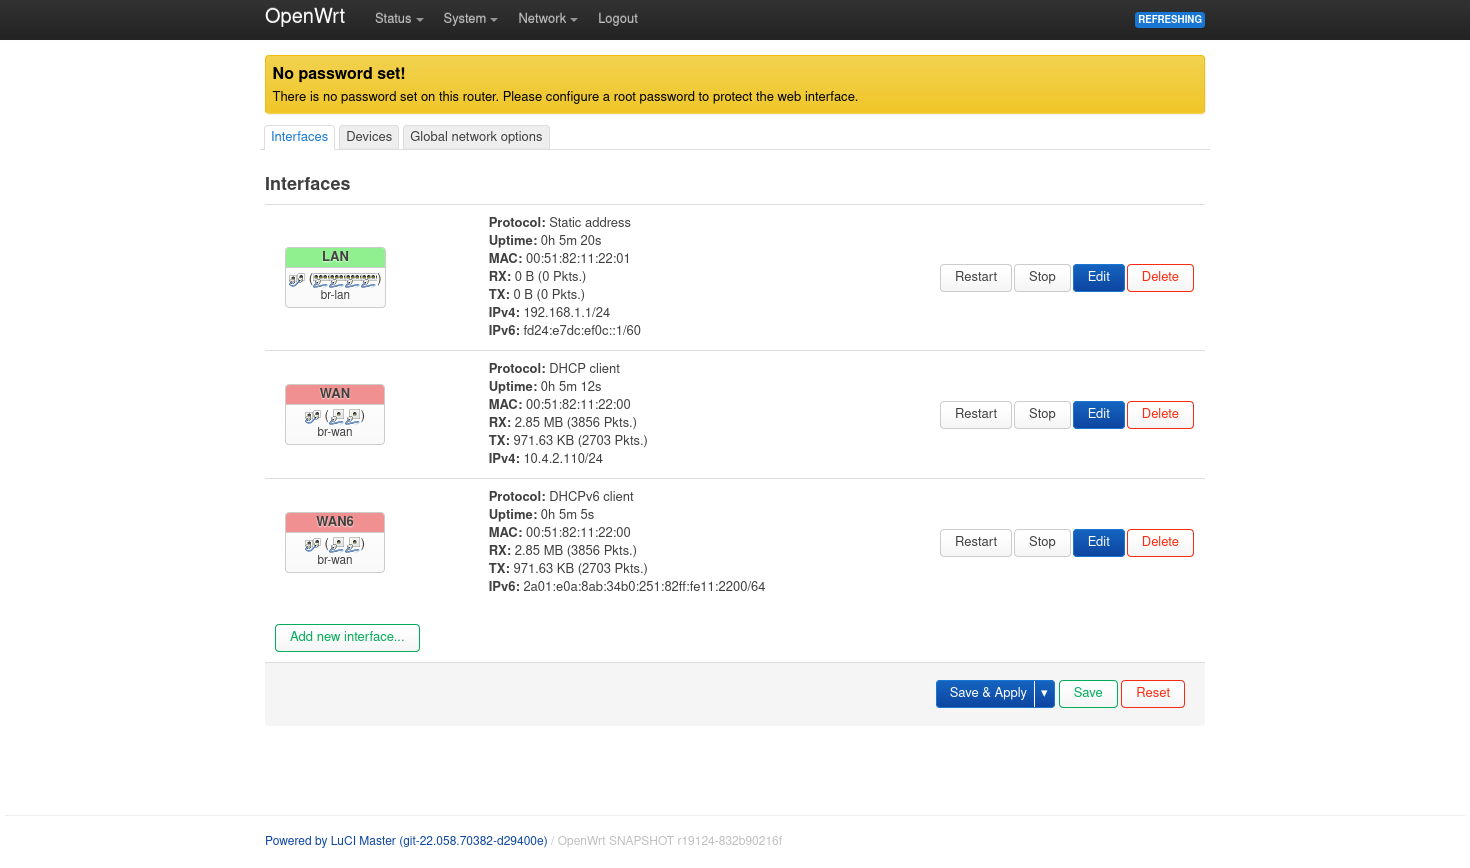 OpenWrt Status System Network Logout REFRESHING
No password set!
There is no password set on this router. Please configure a root password to protect the web interface.
Interfaces Devices Global network options
Interfaces
LAN
br-lan
Protocol: Static address
Uptime: 0h 5m 20s
MAC: 00:51:82:11:22:01
RX: 0 B (0 Pkts.)
TX: 0 B (0 Pkts.)
IPv4: 192.168.1.1/24
IPv6: fd24:e7dc:ef0c::1/60
Restart Stop Edit Delete
WAN
br-wan
Protocol: DHCP client
Uptime: 0h 5m 12s
MAC: 00:51:82:11:22:00
RX: 2.85 MB (3856 Pkts.)
TX: 971.63 KB (2703 Pkts.)
IPv4: 10.4.2.110/24
Restart Stop Edit Delete
WAN6
br-wan
Protocol: DHCPv6 client
Uptime: 0h 5m 5s
MAC: 00:51:82:11:22:00
RX: 2.85 MB (3856 Pkts.)
TX: 971.63 KB (2703 Pkts.)
IPv6: 2a01:e0a:8ab:34b0:251:82ff:fe11:2200/64
Restart Stop Edit Delete
Add new interface...
Save & Apply ▾ Save Reset
Powered by LuCI Master (git-22.058.70382-d29400e) / OpenWrt SNAPSHOT r19124-832b90216f